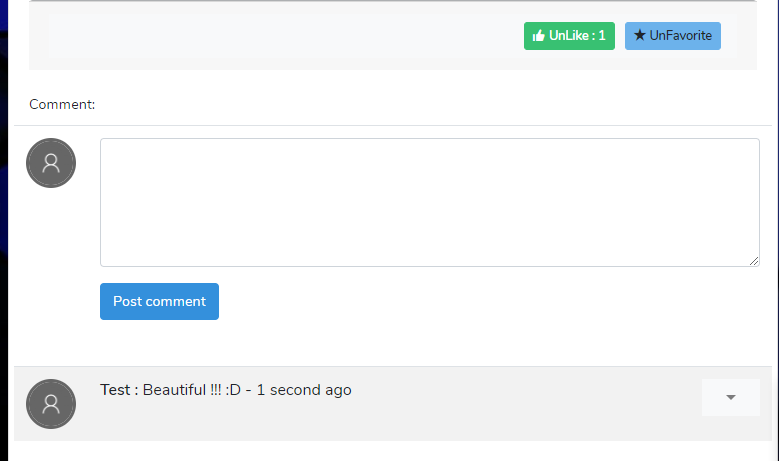 UnLike : 1 UnFavorite
Comment:
Post comment
Test : Beautiful !!! :D - 1 second ago